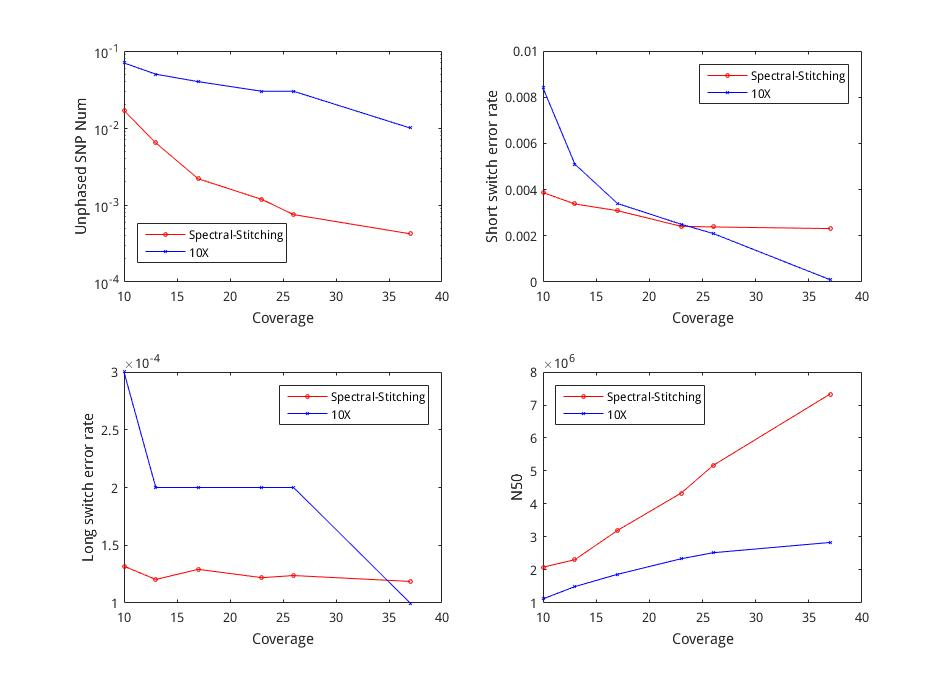 10^-1
10^-2
10^-3
10^-4
Unphased SNP Num
Spectral-Stitching
10X
10 15 20 25 30 35 40
Coverage
0.01
0.008
0.006
0.004
0.002
0
Short switch error rate
Spectral-Stitching
10X
10 15 20 25 30 35 40
Coverage
×10^-4
3
2.5
2
1.5
1
Long switch error rate
Spectral-Stitching
10X
10 15 20 25 30 35 40
Coverage
×10^6
8
7
6
5
4
3
2
1
N50
Spectral-Stitching
10X
10 15 20 25 30 35 40
Coverage